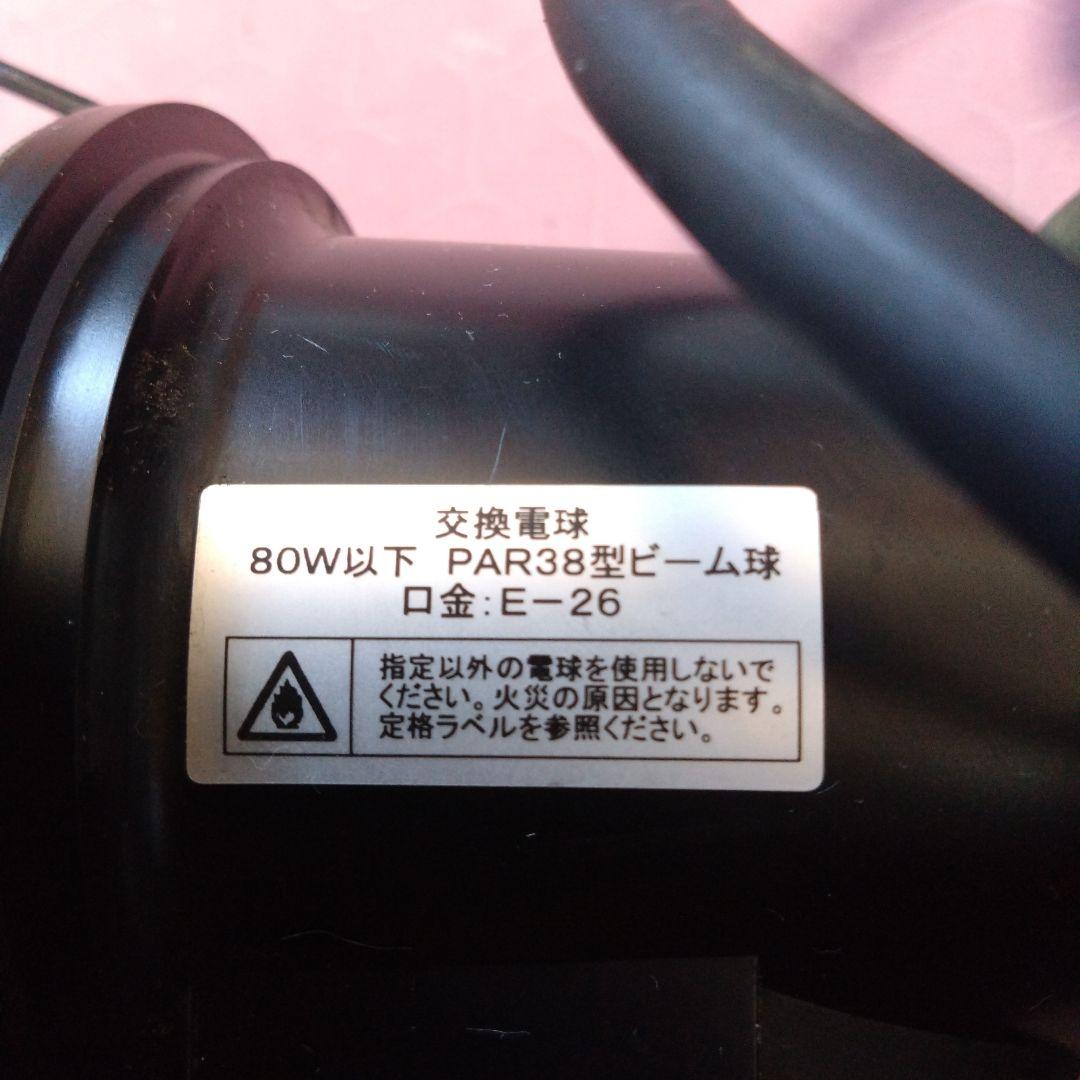 交換電球
80W以下 PAR38型ビーム球
口金:E-26
指定以外の電球を使用しないで
ください。火災の原因となります。
定格ラベルを参照ください。